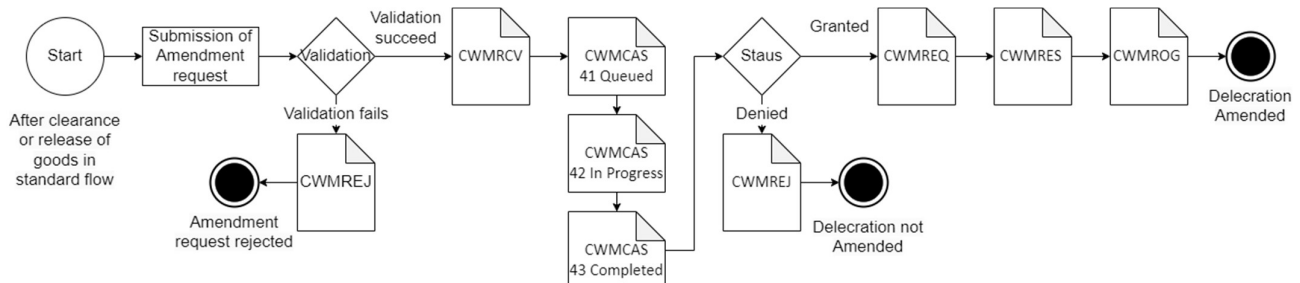 Start
After clearance
or release of
goods in
standard flow
Submission of
Amendment
request
Validation
Validation
succeed
Validation fails
CWMREJ
Amendment
request rejected
CWMRCV
CWMCAS
41 Queued
CWMCAS
42 In Progress
CWMCAS
43 Completed
Staus
Granted
Denied
CWMREJ
Delecration not
Amended
CWMREQ
CWMRES
CWMROG
Delecration
Amended